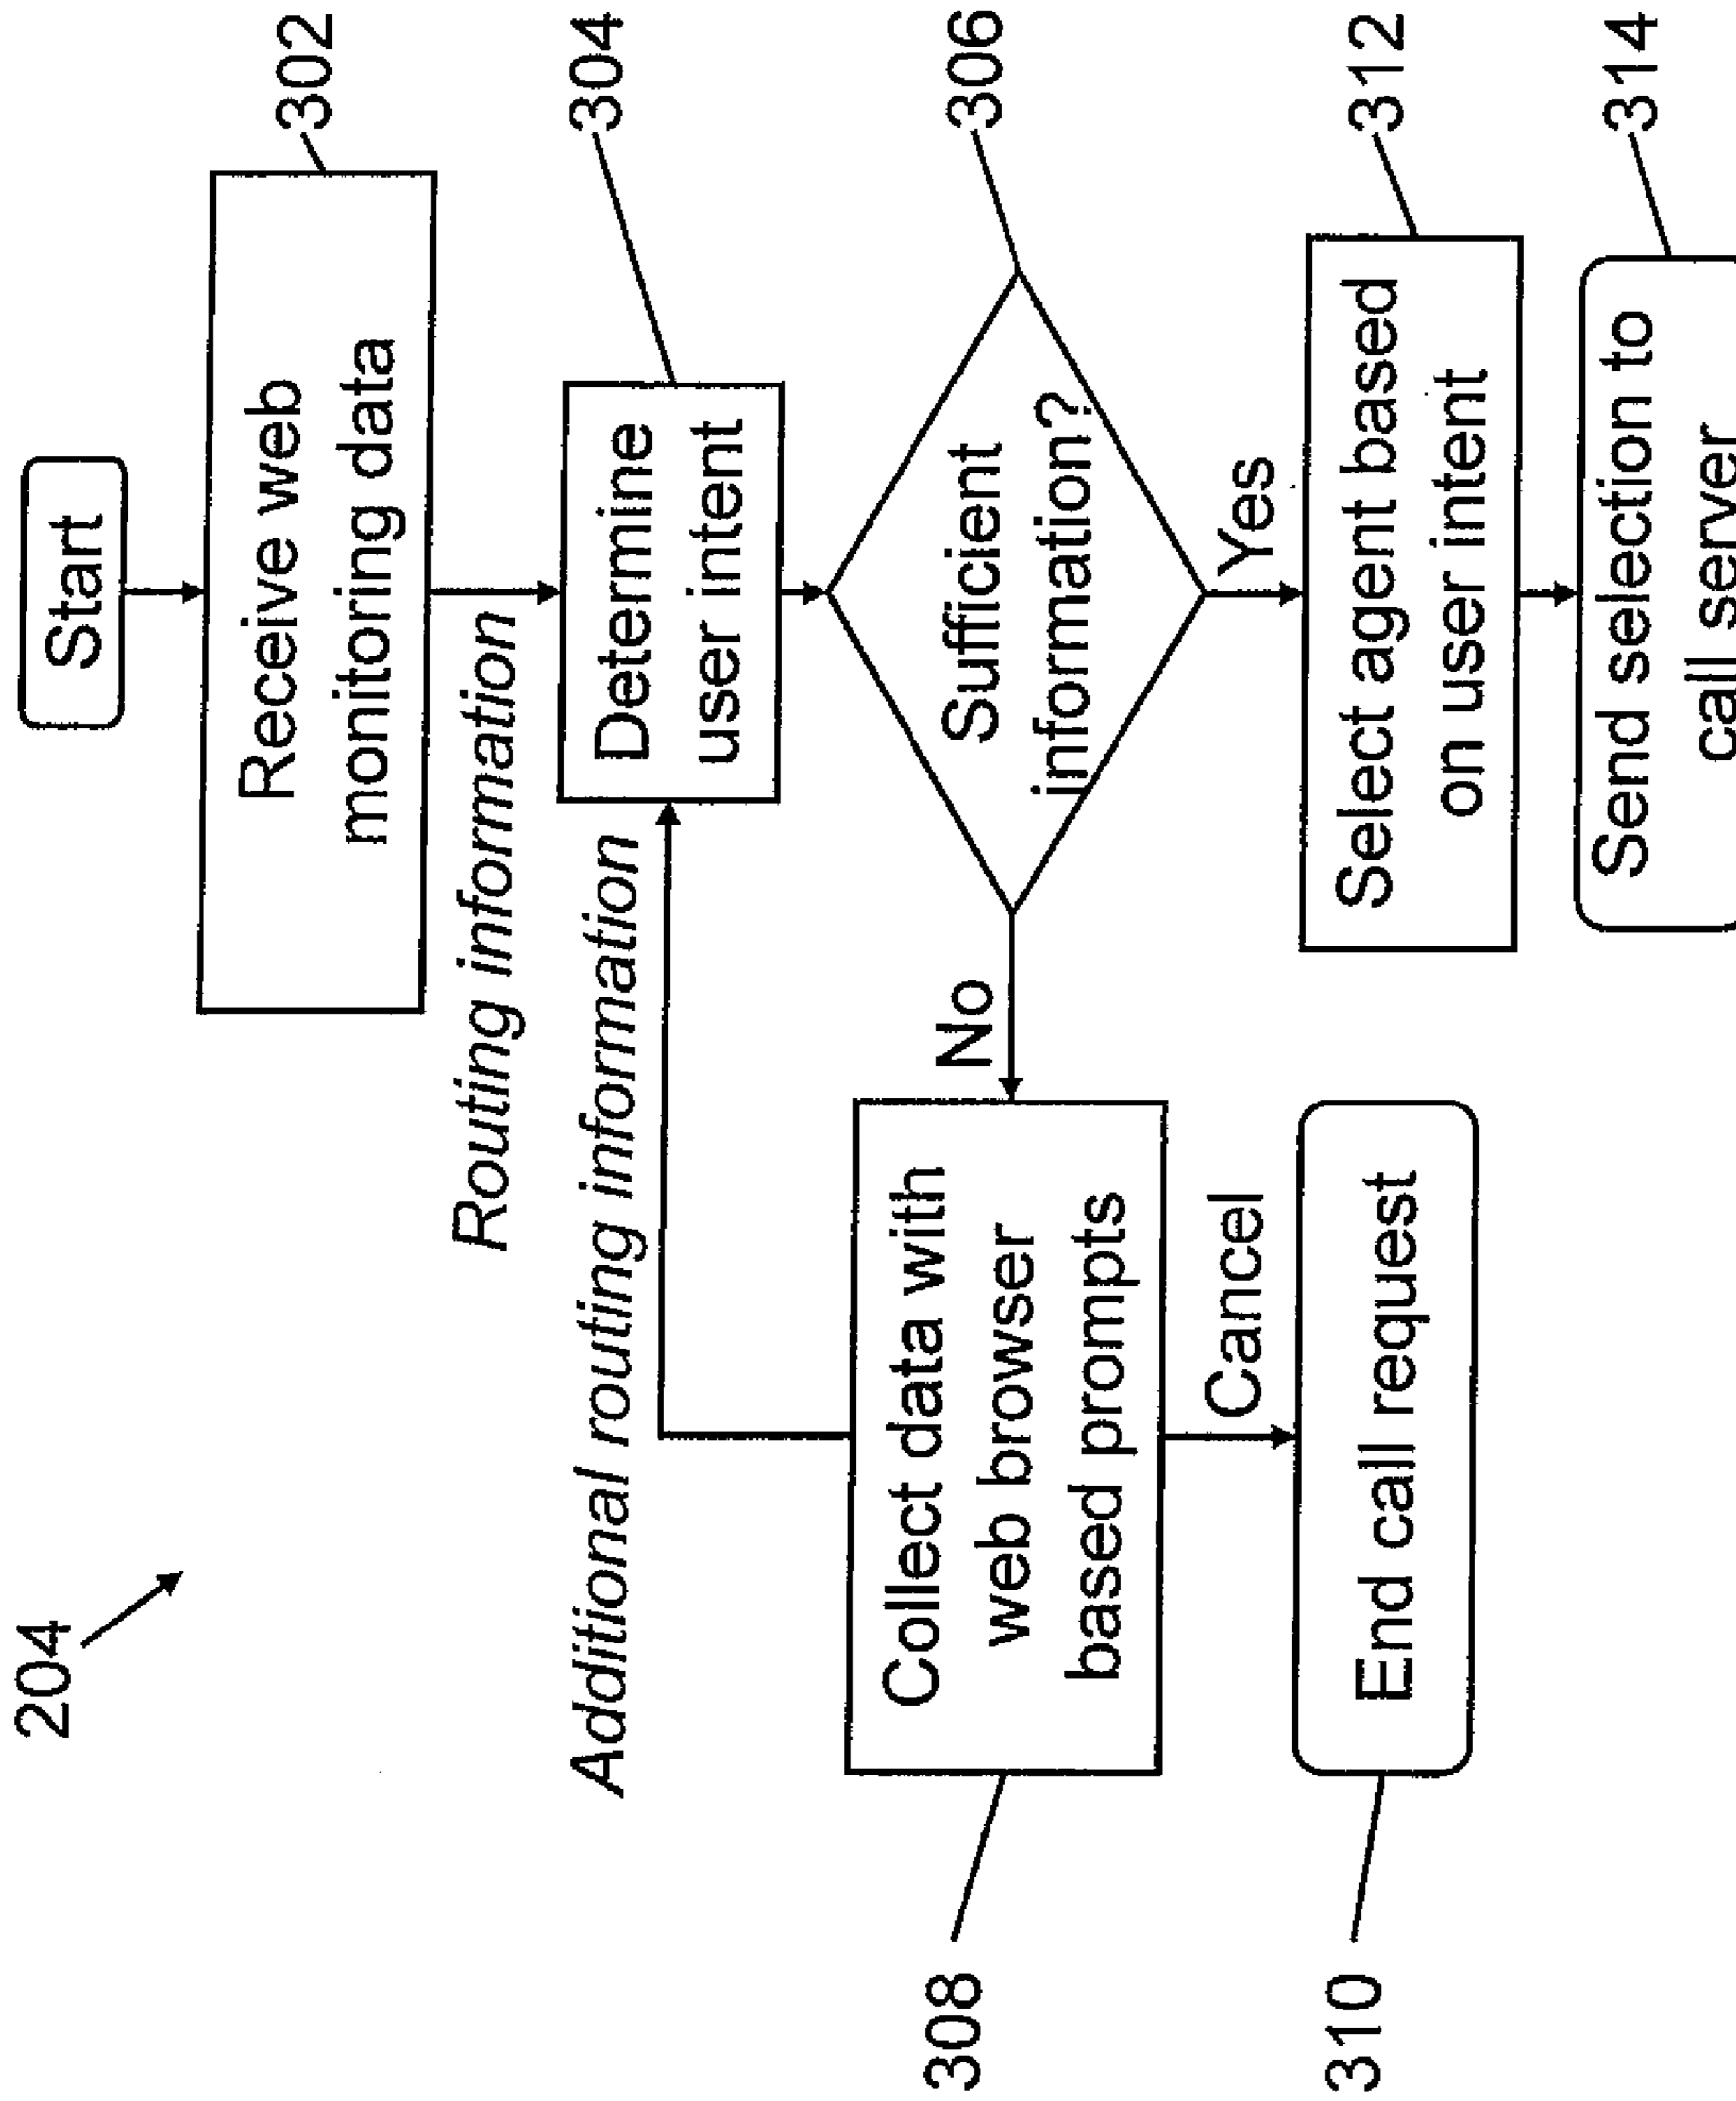 204
Start
Receive web
monitoring data
302
Routing information
Determine
user intent
304
Additional routing information
Sufficient
information?
306
No
Yes
Collect data with
web browser
based prompts
308
Cancel
End call request
310
Select agent based
on user intent
312
Send selection to
call server
314